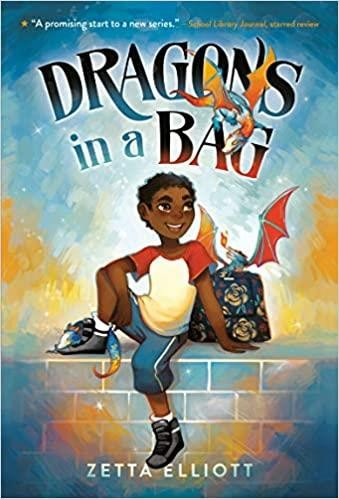 ★ "A promising start to a new series." —School Library Journal, starred review
DRAGONS
in a BAG
ZETTA ELLIOTT